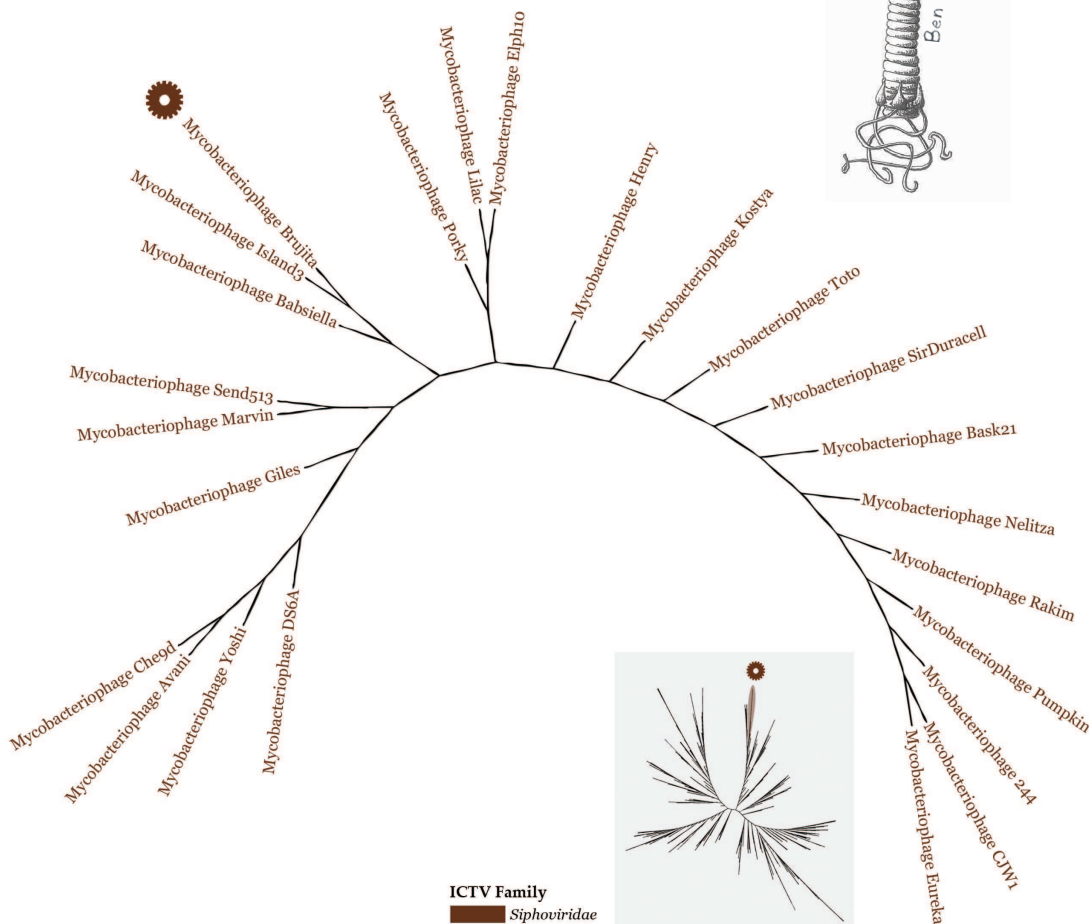 Ben
Mycobacteriophage Elph10
Mycobacteriophage Lilac
Mycobacteriophage Porky
Mycobacteriophage Brujita
Mycobacteriophage Island3
Mycobacteriophage Babsiella
Mycobacteriophage Send513
Mycobacteriophage Marvin
Mycobacteriophage Giles
Mycobacteriophage Che9d
Mycobacteriophage Avani
Mycobacteriophage Yoshi
Mycobacteriophage DS6A
Mycobacteriophage Henry
Mycobacteriophage Kostya
Mycobacteriophage Toto
Mycobacteriophage SirDuracell
Mycobacteriophage Bask21
Mycobacteriophage Nelitza
Mycobacteriophage Rakim
Mycobacteriophage Pumpkin
Mycobacteriophage 244
Mycobacteriophage CJW1
Mycobacteriophage Eureka
ICTV Family
Siphoviridae